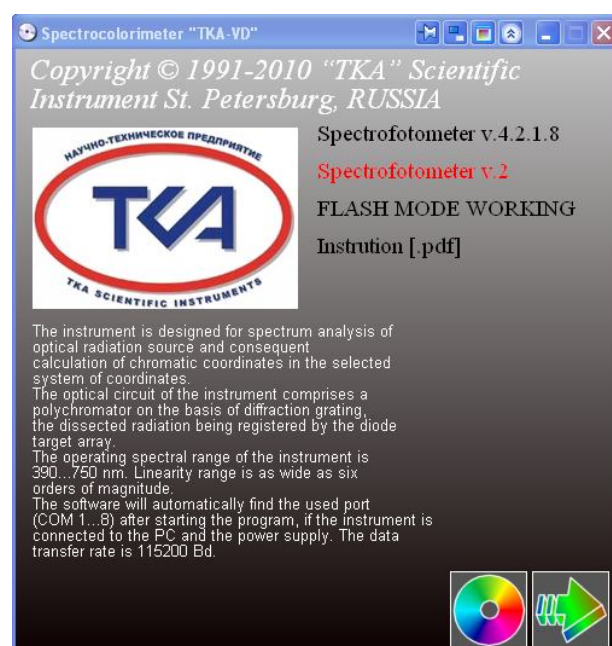 Spectrocolorimeter "TKA-VD"
Copyright © 1991-2010 “TKA” Scientific
Instrument St. Petersburg, RUSSIA
НАУЧНО-ТЕХНИЧЕСКОЕ ПРЕДПРИЯТИЕ
TKA
TKA SCIENTIFIC INSTRUMENTS
Spectrofotometer v.4.2.1.8
Spectrofotometer v.2
FLASH MODE WORKING
Instrution [.pdf]
The instrument is designed for spectrum analysis of
optical radiation source and consequent
calculation of chromatic coordinates in the selected
system of coordinates.
The optical circuit of the instrument comprises a
polychromator on the basis of diffraction grating,
the dissected radiation being registered by the diode
target array.
The operating spectral range of the instrument is
390...750 nm. Linearity range is as wide as six
orders of magnitude.
The software will automatically find the used port
(COM 1...8) after starting the program, if the instrument is
connected to the PC and the power supply. The data
transfer rate is 115200 Bd.